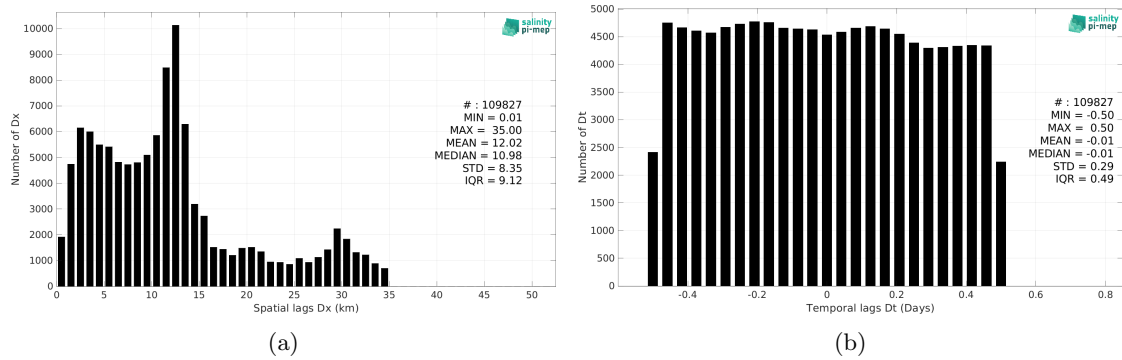 salinity
pi-mep
Number of Dx
10000
9000
8000
7000
6000
5000
4000
3000
2000
1000
0
# : 109827
MIN = 0.01
MAX = 35.00
MEAN = 12.02
MEDIAN = 10.98
STD = 8.35
IQR = 9.12
0 5 10 15 20 25 30 35 40 45 50
Spatial lags Dx (km)
(a)
salinity
pi-mep
Number of Dt
5000
4500
4000
3500
3000
2500
2000
1500
1000
500
0
# : 109827
MIN = -0.50
MAX = 0.50
MEAN = -0.01
MEDIAN = -0.01
STD = 0.29
IQR = 0.49
-0.4 -0.2 0 0.2 0.4 0.6 0.8
Temporal lags Dt (Days)
(b)